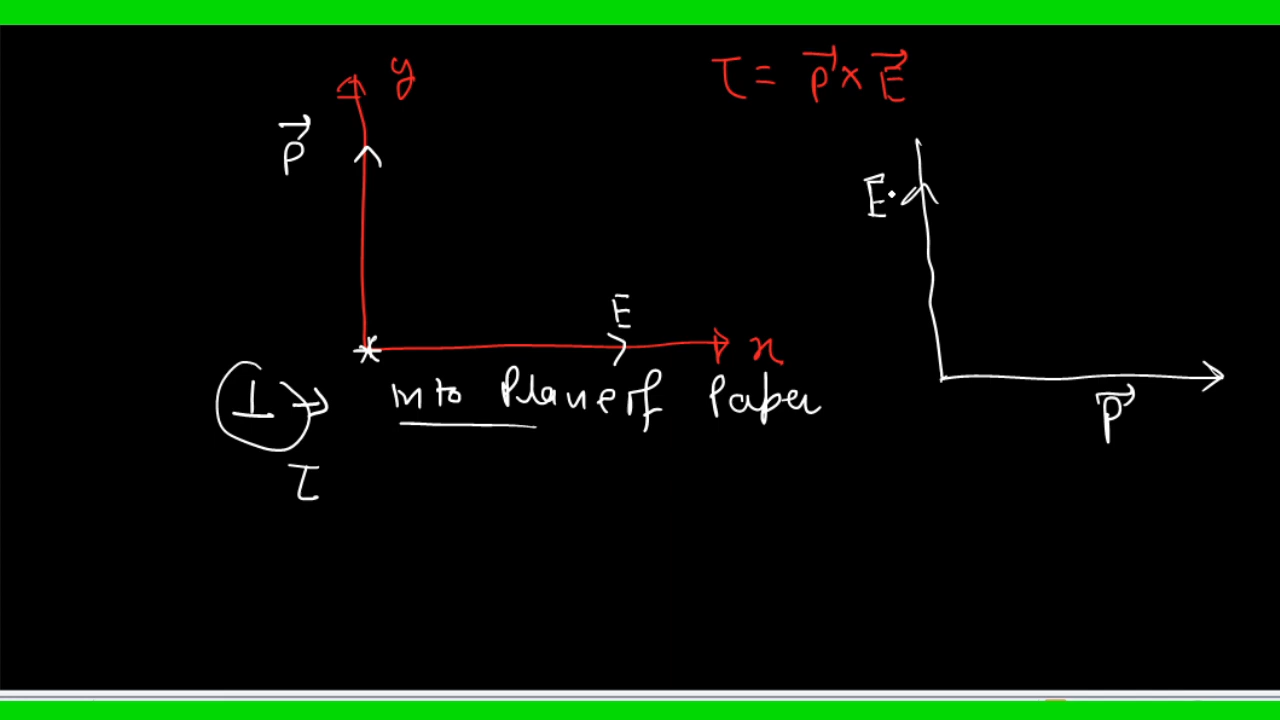 y
τ = p⃗ × E⃗
p⃗
E
E
x
⊥ → into Plane of Paper
p⃗
τ